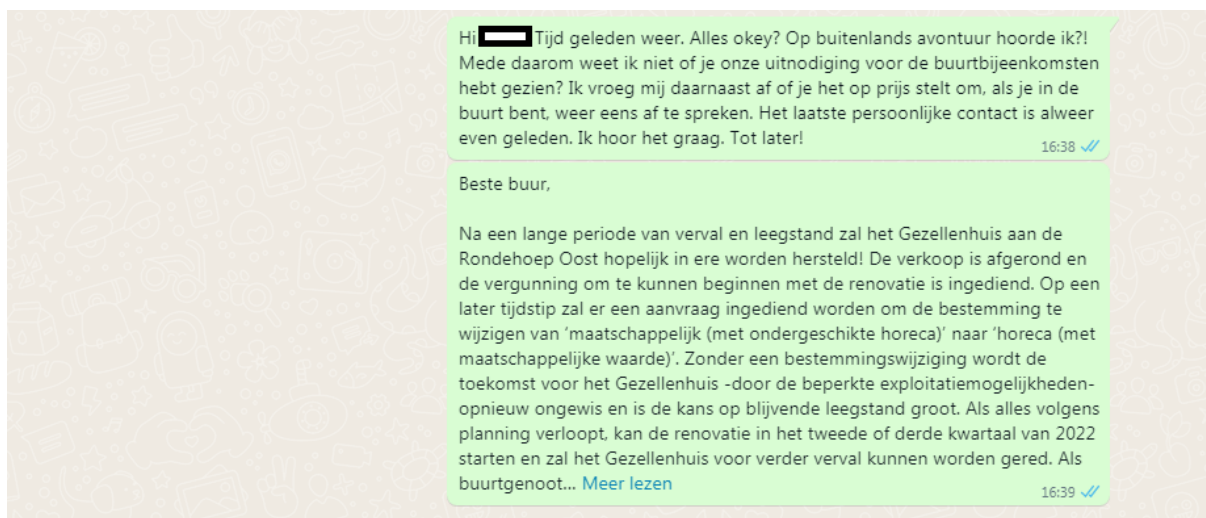 Hi Tijd geleden weer. Alles okey? Op buitenlands avontuur hoorde ik?!
Mede daarom weet ik niet of je onze uitnodiging voor de buurtbijeenkomsten
hebt gezien? Ik vroeg mij daarnaast af of je het op prijs stelt om, als je in de
buurt bent, weer eens af te spreken. Het laatste persoonlijke contact is alweer
even geleden. Ik hoor het graag. Tot later!
16:38
Beste buur,
Na een lange periode van verval en leegstand zal het Gezellenhuis aan de
Rondehoep Oost hopelijk in ere worden hersteld! De verkoop is afgerond en
de vergunning om te kunnen beginnen met de renovatie is ingediend. Op een
later tijdstip zal er een aanvraag ingediend worden om de bestemming te
wijzigen van ‘maatschappelijk (met ondergeschikte horeca)’ naar ‘horeca (met
maatschappelijke waarde)’. Zonder een bestemmingswijziging wordt de
toekomst voor het Gezellenhuis -door de beperkte exploitatiemogelijkheden-
opnieuw ongewis en is de kans op blijvende leegstand groot. Als alles volgens
planning verloopt, kan de renovatie in het tweede of derde kwartaal van 2022
starten en zal het Gezellenhuis voor verder verval kunnen worden gered. Als
buurtgenoot... Meer lezen
16:39